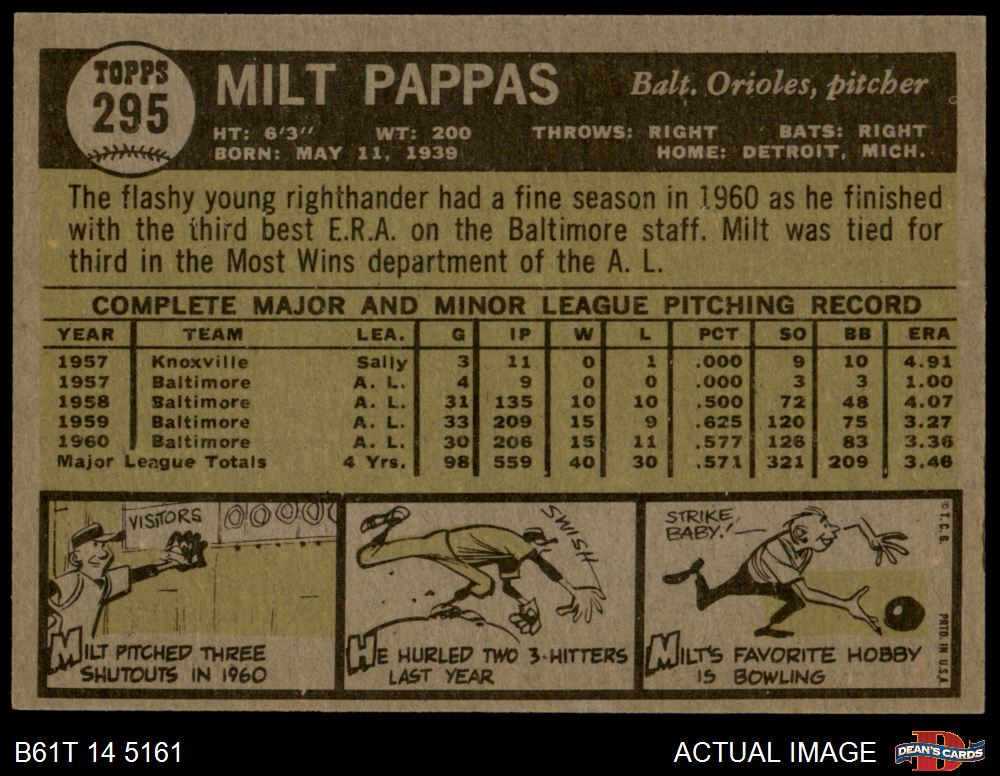 TOPPS
295
MILT PAPPAS
Balt. Orioles, pitcher
HT: 6'3" WT: 200 THROWS: RIGHT BATS: RIGHT
BORN: MAY 11, 1939 HOME: DETROIT, MICH.
The flashy young righthander had a fine season in 1960 as he finished
with the third best E.R.A. on the Baltimore staff. Milt was tied for
third in the Most Wins department of the A. L.
COMPLETE MAJOR AND MINOR LEAGUE PITCHING RECORD
YEAR TEAM LEA. G IP W L PCT SO BB ERA
1957 Knoxville Sally 3 11 0 1 .000 9 10 4.91
1957 Baltimore A. L. 4 9 0 0 .000 3 3 1.00
1958 Baltimore A. L. 31 135 10 10 .500 72 48 4.07
1959 Baltimore A. L. 33 209 15 9 .625 120 75 3.27
1960 Baltimore A. L. 30 206 15 11 .577 126 83 3.36
Major League Totals 4 Yrs. 98 559 40 30 .571 321 209 3.46
VISITORS 00000
MILT PITCHED THREE
SHUTOUTS IN 1960
SWISH
HE HURLED TWO 3-HITTERS
LAST YEAR
STRIKE,
BABY!!
MILT'S FAVORITE HOBBY
IS BOWLING
© T. C. G.
PRTD. IN U.S.A.
B61T 14 5161
ACTUAL IMAGE
DEAN'S CARDS